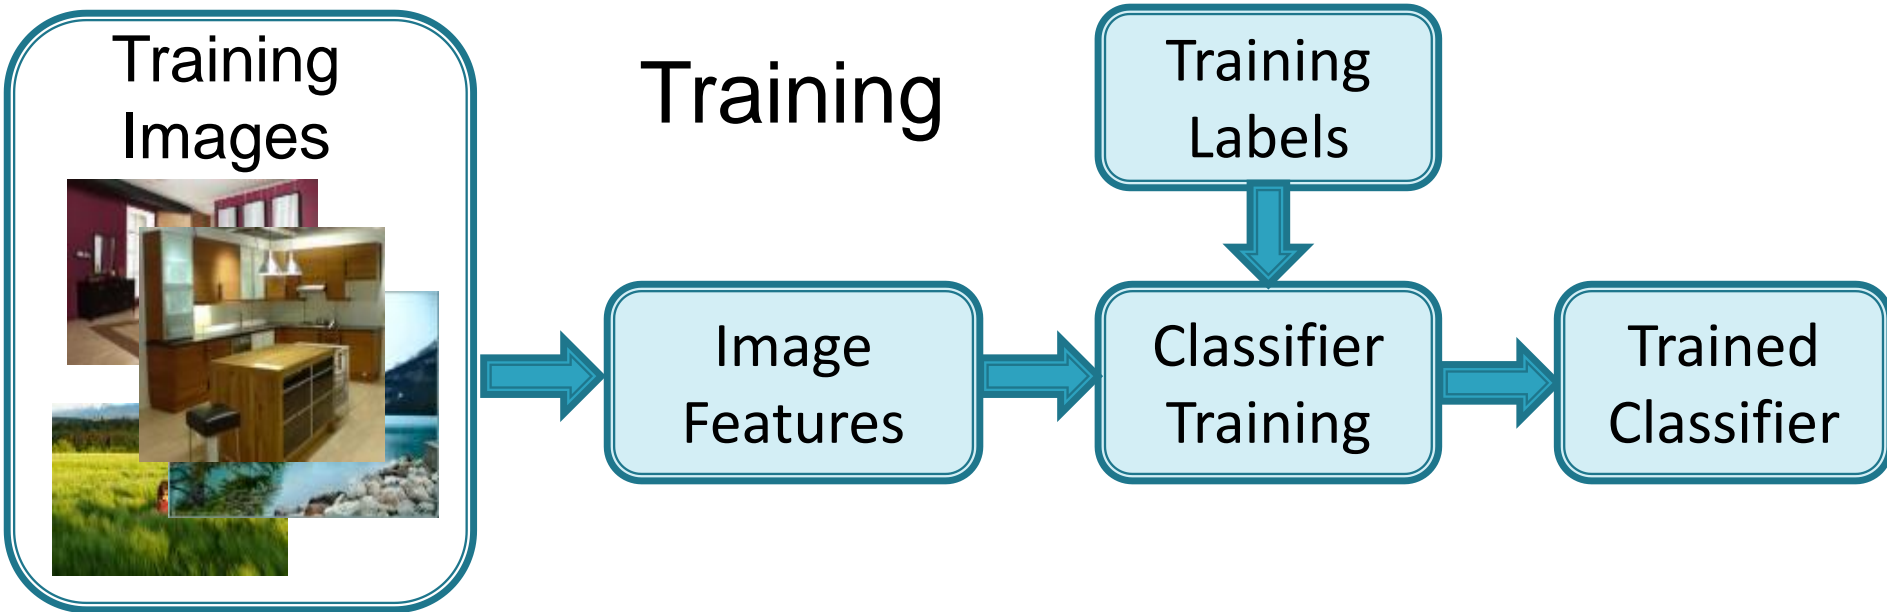 Training
Images
Training
Training
Labels
Image
Features
Classifier
Training
Trained
Classifier